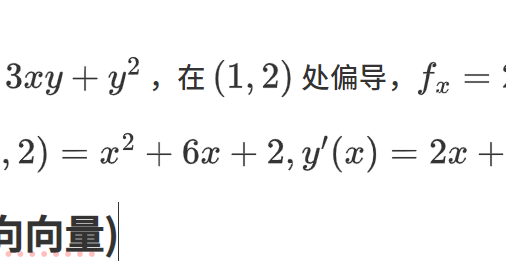 3xy + y²，在 (1, 2) 处偏导，fₓ =
, 2) = x² + 6x + 2, y′(x) = 2x +
向向量)